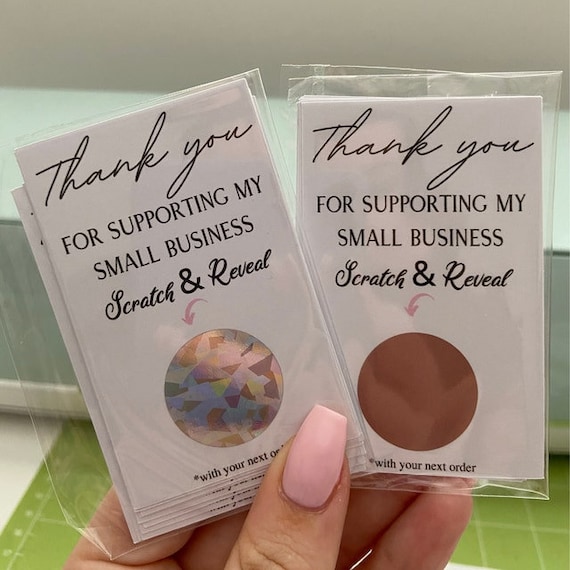 Thank you
FOR SUPPORTING MY
SMALL BUSINESS
Scratch & Reveal
*with your next order
Thank you
FOR SUPPORTING MY
SMALL BUSINESS
Scratch & Reveal
*with your next order